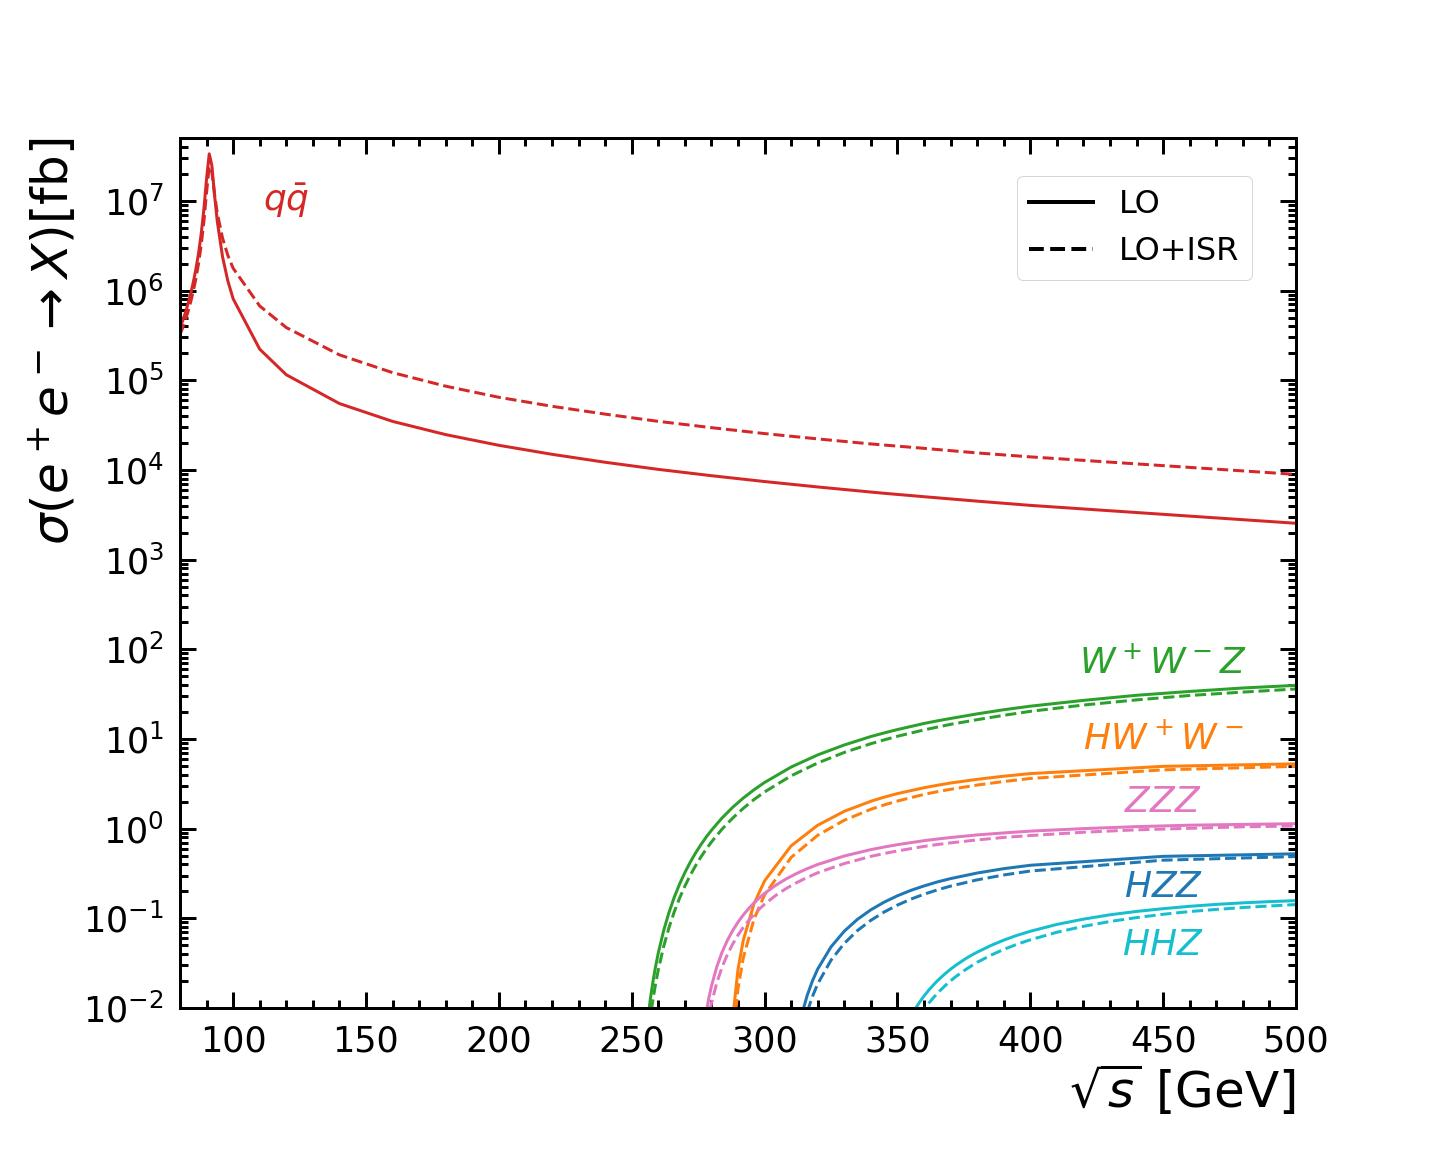 σ(e⁺e⁻ → X)[fb]
10⁷
10⁶
10⁵
10⁴
10³
10²
10¹
10⁰
10⁻¹
10⁻²
qq̄
LO
LO+ISR
W⁺W⁻Z
HW⁺W⁻
ZZZ
HZZ
HHZ
100 150 200 250 300 350 400 450 500
√s [GeV]